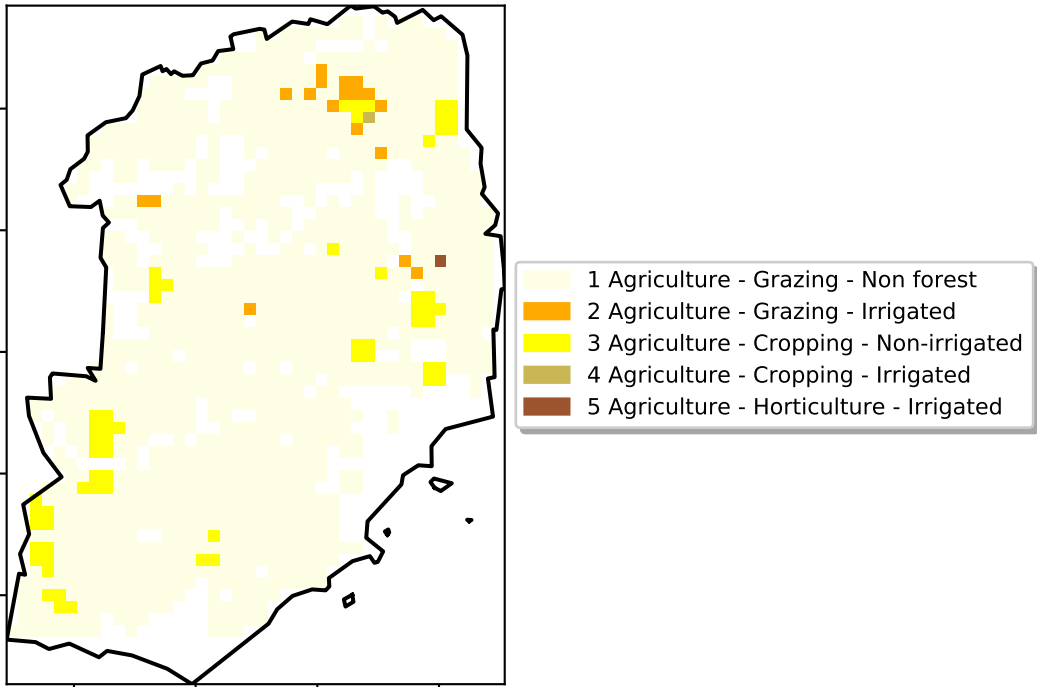 1 Agriculture - Grazing - Non forest
2 Agriculture - Grazing - Irrigated
3 Agriculture - Cropping - Non-irrigated
4 Agriculture - Cropping - Irrigated
5 Agriculture - Horticulture - Irrigated